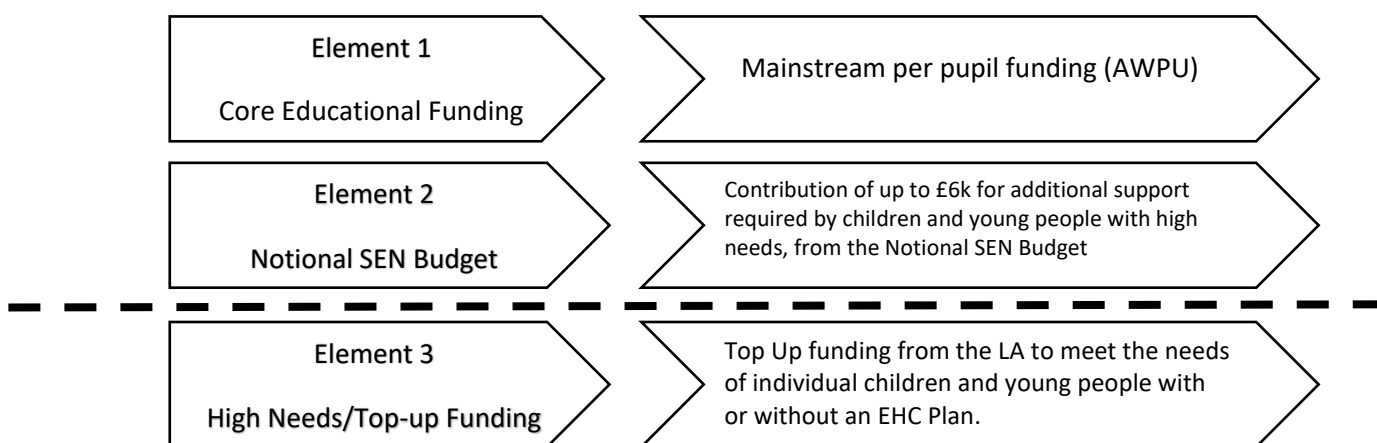 Element 1
Core Educational Funding
Mainstream per pupil funding (AWPU)
Element 2
Notional SEN Budget
Contribution of up to £6k for additional support
required by children and young people with high
needs, from the Notional SEN Budget
Element 3
High Needs/Top-up Funding
Top Up funding from the LA to meet the needs
of individual children and young people with
or without an EHC Plan.